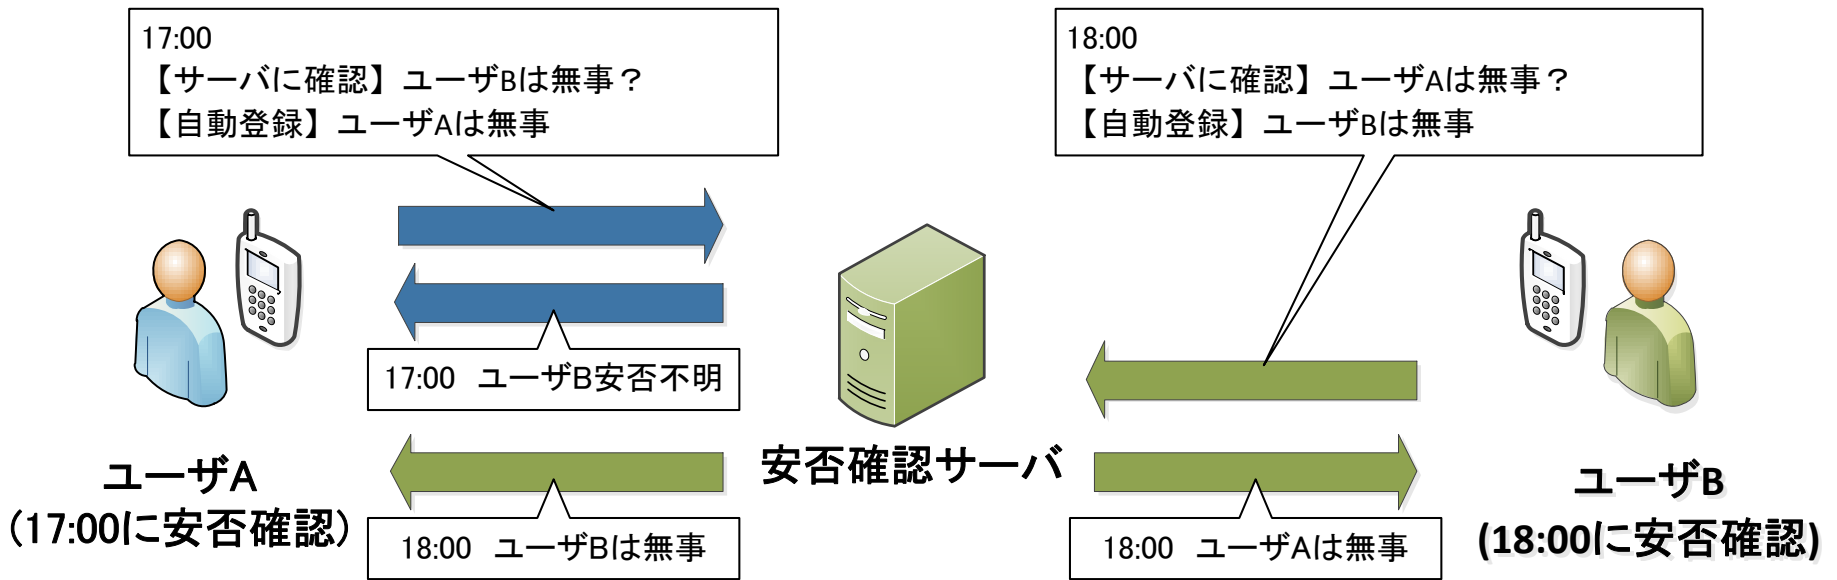 17:00
【サーバに確認】ユーザBは無事？
【自動登録】ユーザAは無事
18:00
【サーバに確認】ユーザAは無事？
【自動登録】ユーザBは無事
17:00 ユーザB安否不明
ユーザA
(17:00に安否確認)
18:00 ユーザBは無事
安否確認サーバ
18:00 ユーザAは無事
ユーザB
(18:00に安否確認)